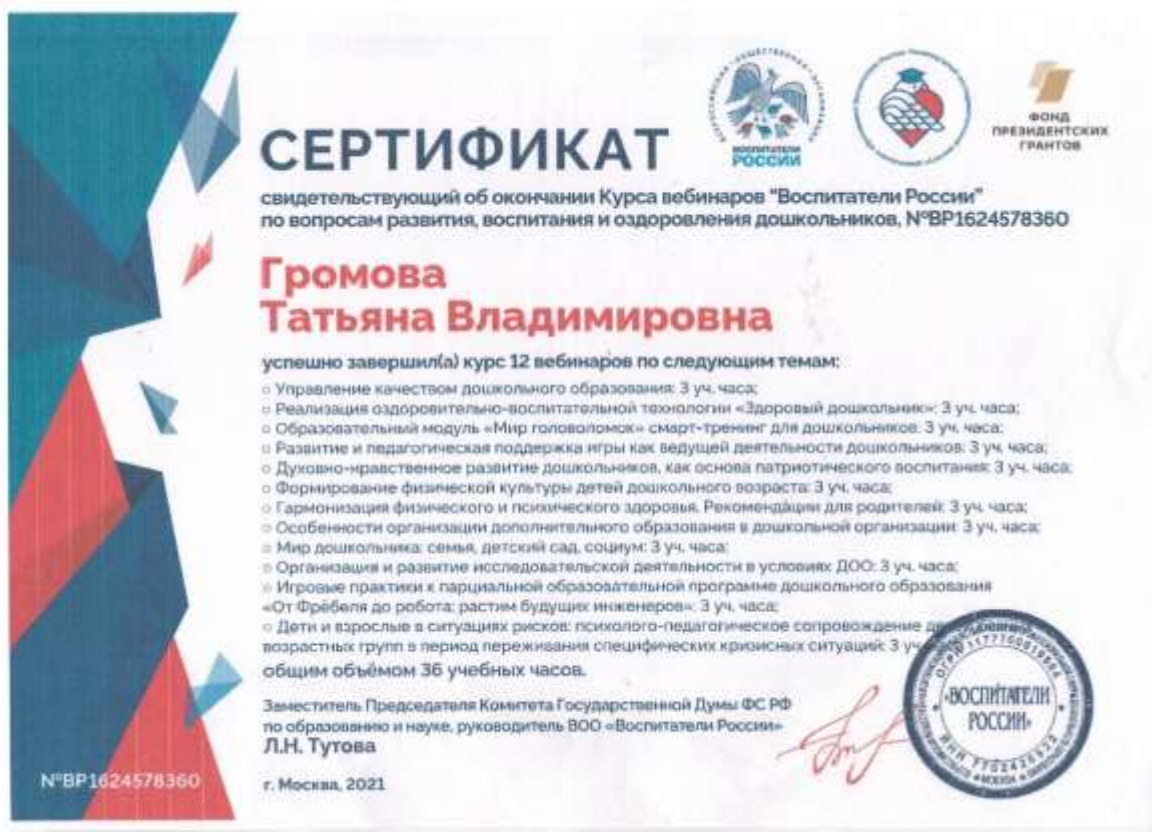 ВОСПИТАТЕЛИ
РОССИИ
ФОНД
ПРЕЗИДЕНТСКИХ
ГРАНТОВ
СЕРТИФИКАТ
свидетельствующий об окончании Курса вебинаров "Воспитатели России"
по вопросам развития, воспитания и оздоровления дошкольников, №ВР1624578360
Громова
Татьяна Владимировна
успешно завершил(а) курс 12 вебинаров по следующим темам:
○ Управление качеством дошкольного образования: 3 уч. часа;
○ Реализация оздоровительно-воспитательной технологии «Здоровый дошкольник»: 3 уч. часа;
○ Образовательный модуль «Мир головоломок» смарт-тренинг для дошкольников: 3 уч. часа;
○ Развитие и педагогическая поддержка игры как ведущей деятельности дошкольников: 3 уч. часа;
○ Духовно-нравственное развитие дошкольников, как основа патриотического воспитания: 3 уч. часа;
○ Формирование физической культуры детей дошкольного возраста: 3 уч. часа;
○ Гармонизация физического и психического здоровья. Рекомендации для родителей: 3 уч. часа;
○ Особенности организации дополнительного образования в дошкольной организации: 3 уч. часа;
○ Мир дошкольника: семья, детский сад, социум: 3 уч. часа;
○ Организация и развитие исследовательской деятельности в условиях ДОО: 3 уч. часа;
○ Игровые практики к парциальной образовательной программе дошкольного образования
«От Фрёбеля до робота: растим будущих инженеров»: 3 уч. часа;
○ Дети и взрослые в ситуациях рисков: психолого-педагогическое сопровождение
возрастных групп в период переживания специфических кризисных ситуаций: 3 уч.
общим объёмом 36 учебных часов.
Заместитель Председателя Комитета Государственной Думы ФС РФ
по образованию и науке, руководитель ВОО «Воспитатели России»
Л.Н. Тутова
«ВОСПИТАТЕЛИ
РОССИИ»
№ВР1624578360
г. Москва, 2021